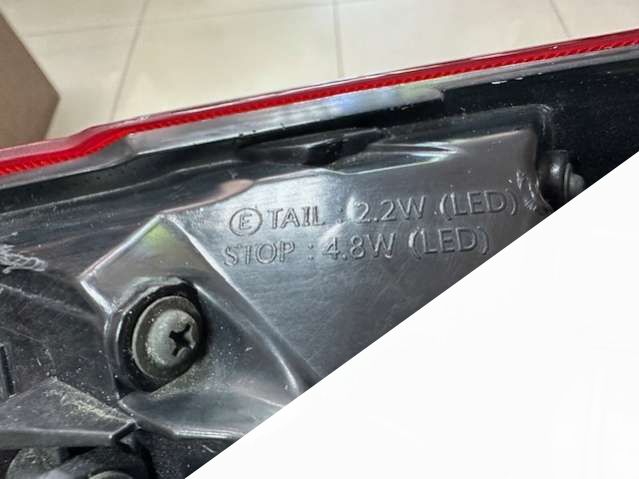 Ⓔ TAIL : 2.2W (LED)
STOP : 4.8W (LED)